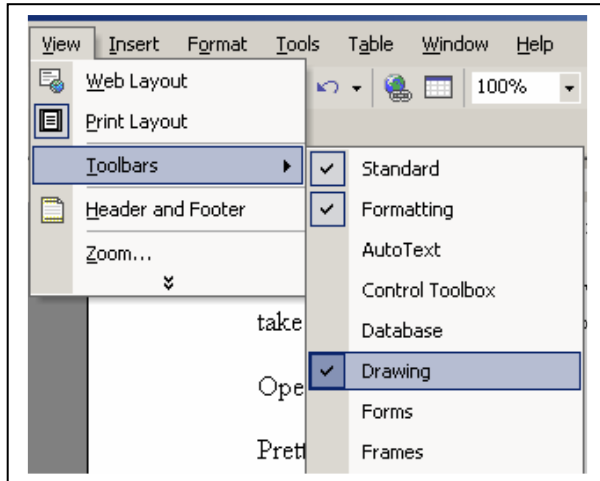 View Insert Format Tools Table Window Help
Web Layout
100%
Print Layout
Toolbars
Standard
Header and Footer
Formatting
Zoom...
AutoText
Control Toolbox
take
Database
Drawing
Ope
Forms
Frames